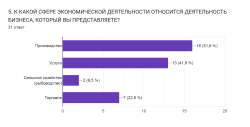 5. К КАКОЙ СФЕРЕ ЭКОНОМИЧЕСКОЙ ДЕЯТЕЛЬНОСТИ ОТНОСИТСЯ ДЕЯТЕЛЬНОСТЬ
БИЗНЕСА, КОТОРЫЙ ВЫ ПРЕДСТАВЛЯЕТЕ?
31 ответ
Производство
16 (51,6 %)
Услуги
13 (41,9 %)
Сельское хозяйство
(рыбоводство)
2 (6,5 %)
Торговля
7 (22,6 %)
0
5
10
15
20